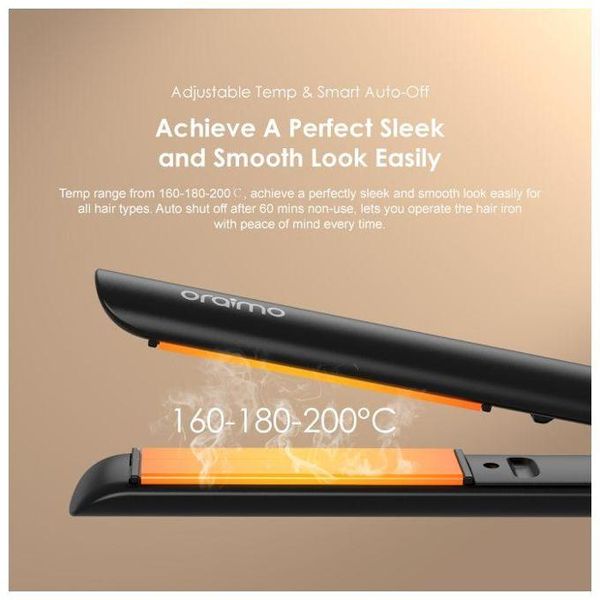 Adjustable Temp & Smart Auto-Off
Achieve A Perfect Sleek
and Smooth Look Easily
Temp range from 160-180-200℃, achieve a perfectly sleek and smooth look easily for
all hair types. Auto shut off after 60 mins non-use, lets you operate the hair iron
with peace of mind every time.
oraimo
160-180-200°C